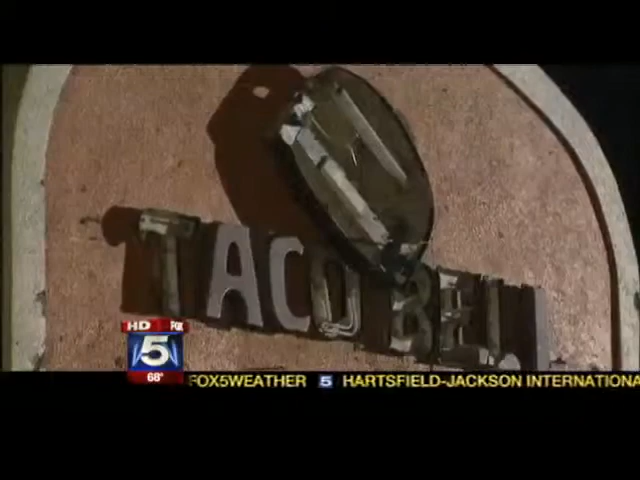 TACO BELL
HD FOX
5
68°
FOX5WEATHER 5 HARTSFIELD-JACKSON INTERNATIONA